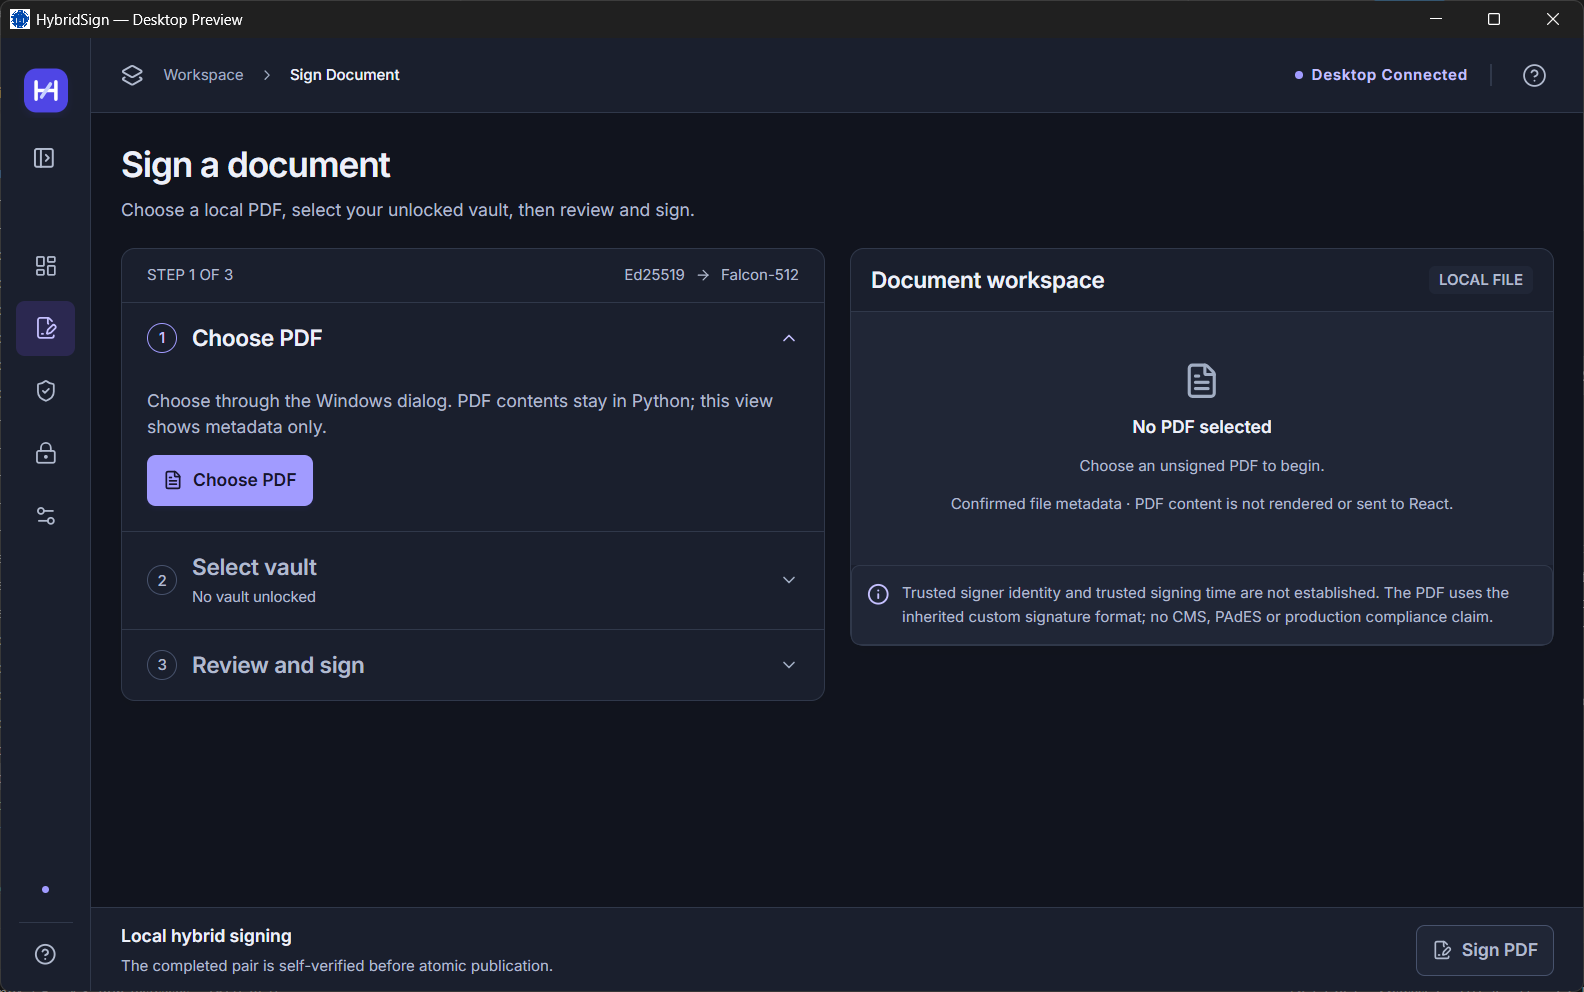 HybridSign — Desktop Preview
Workspace > Sign Document
Desktop Connected
Sign a document
Choose a local PDF, select your unlocked vault, then review and sign.
STEP 1 OF 3
Ed25519 → Falcon-512
1 Choose PDF
Choose through the Windows dialog. PDF contents stay in Python; this view
shows metadata only.
Choose PDF
2 Select vault
No vault unlocked
3 Review and sign
Document workspace
LOCAL FILE
No PDF selected
Choose an unsigned PDF to begin.
Confirmed file metadata · PDF content is not rendered or sent to React.
Trusted signer identity and trusted signing time are not established. The PDF uses the
inherited custom signature format; no CMS, PAdES or production compliance claim.
Local hybrid signing
The completed pair is self-verified before atomic publication.
Sign PDF